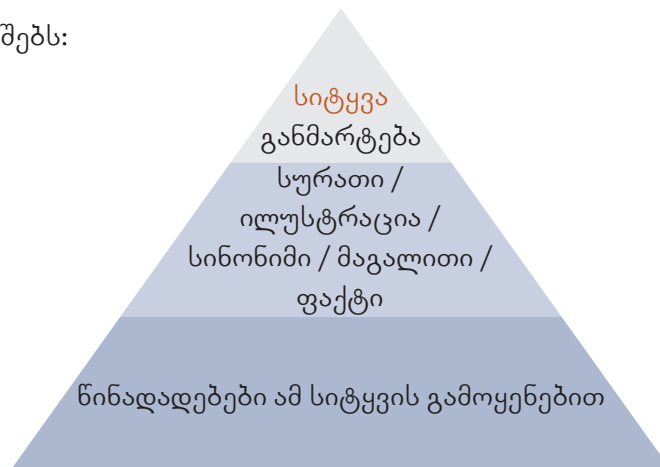 შებს:
სიტყვა
განმარტება
სურათი /
ილუსტრაცია /
სინონიმი / მაგალითი /
ფაქტი
წინადადებები ამ სიტყვის გამოყენებით